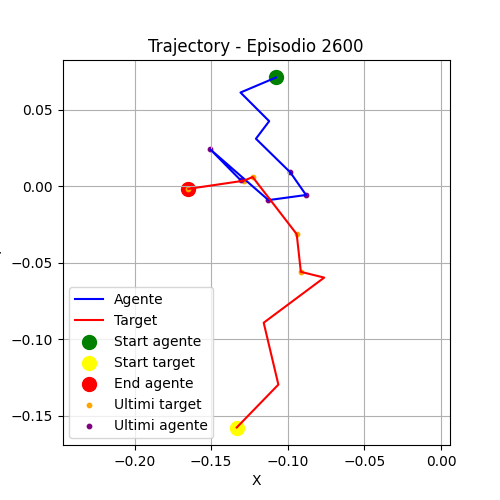 Trajectory - Episodio 2600
0.05
0.00
−0.05
−0.10
−0.15
Agente
Target
Start agente
Start target
End agente
Ultimi target
Ultimi agente
−0.20
−0.15
−0.10
−0.05
0.00
X